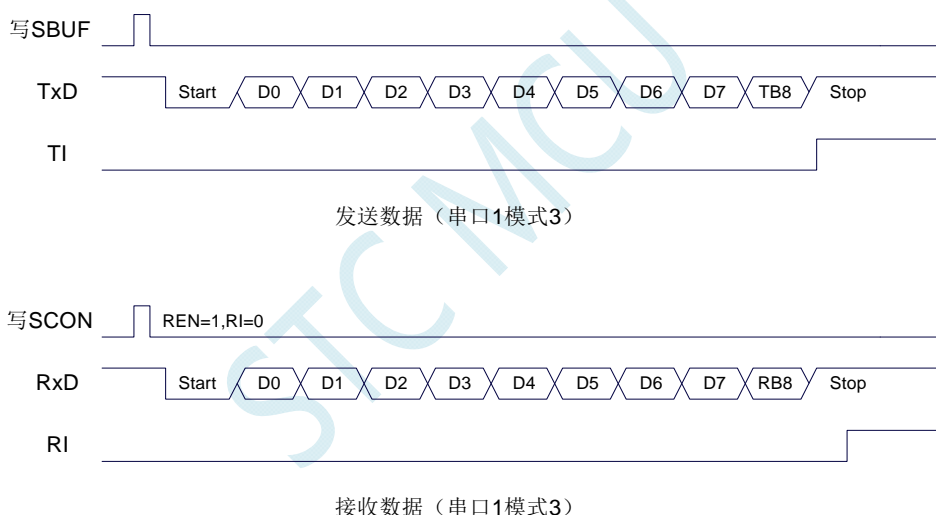 写SBUF
TxD Start D0 D1 D2 D3 D4 D5 D6 D7 TB8 Stop
TI
发送数据（串口1模式3）
STC MCU
写SCON REN=1,RI=0
RxD Start D0 D1 D2 D3 D4 D5 D6 D7 RB8 Stop
RI
接收数据（串口1模式3）